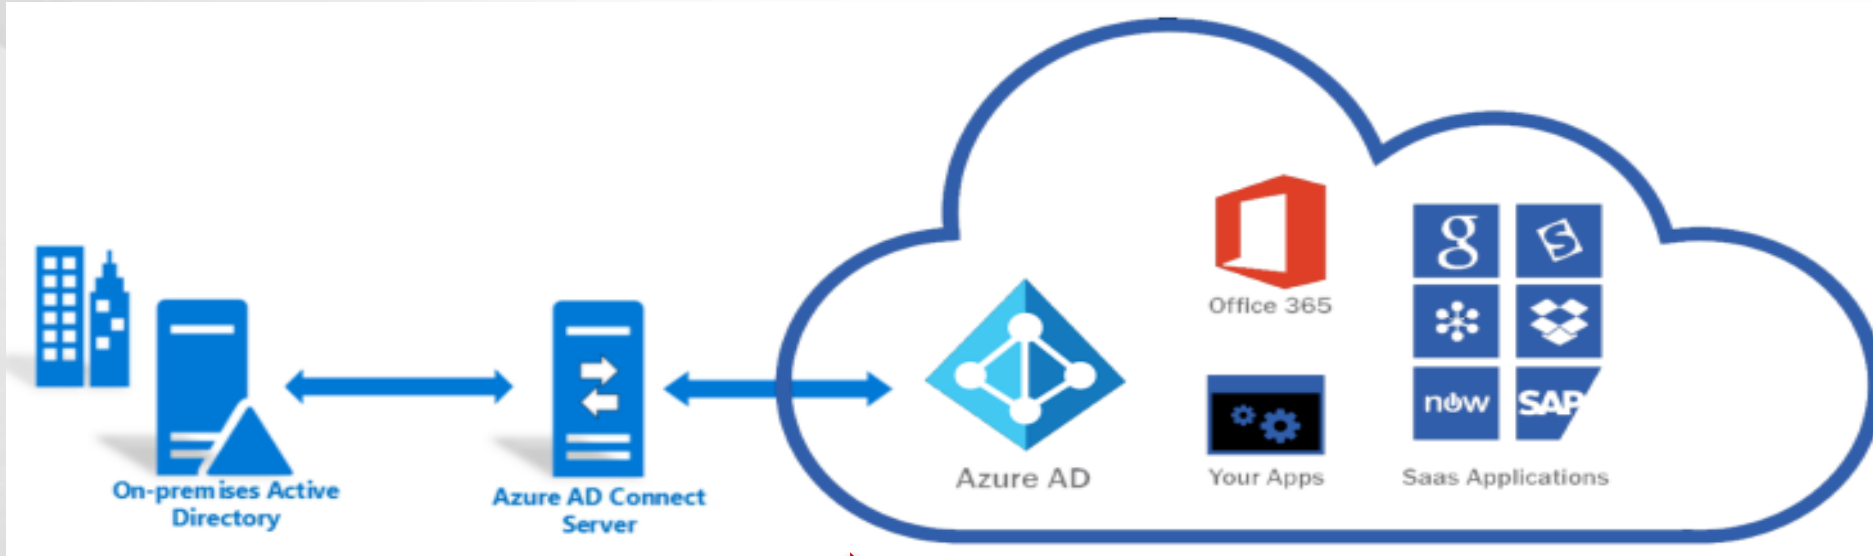 On-premises Active
Directory
Azure AD Connect
Server
Azure AD
Office 365
Your Apps
g
S
now
SAP
Saas Applications